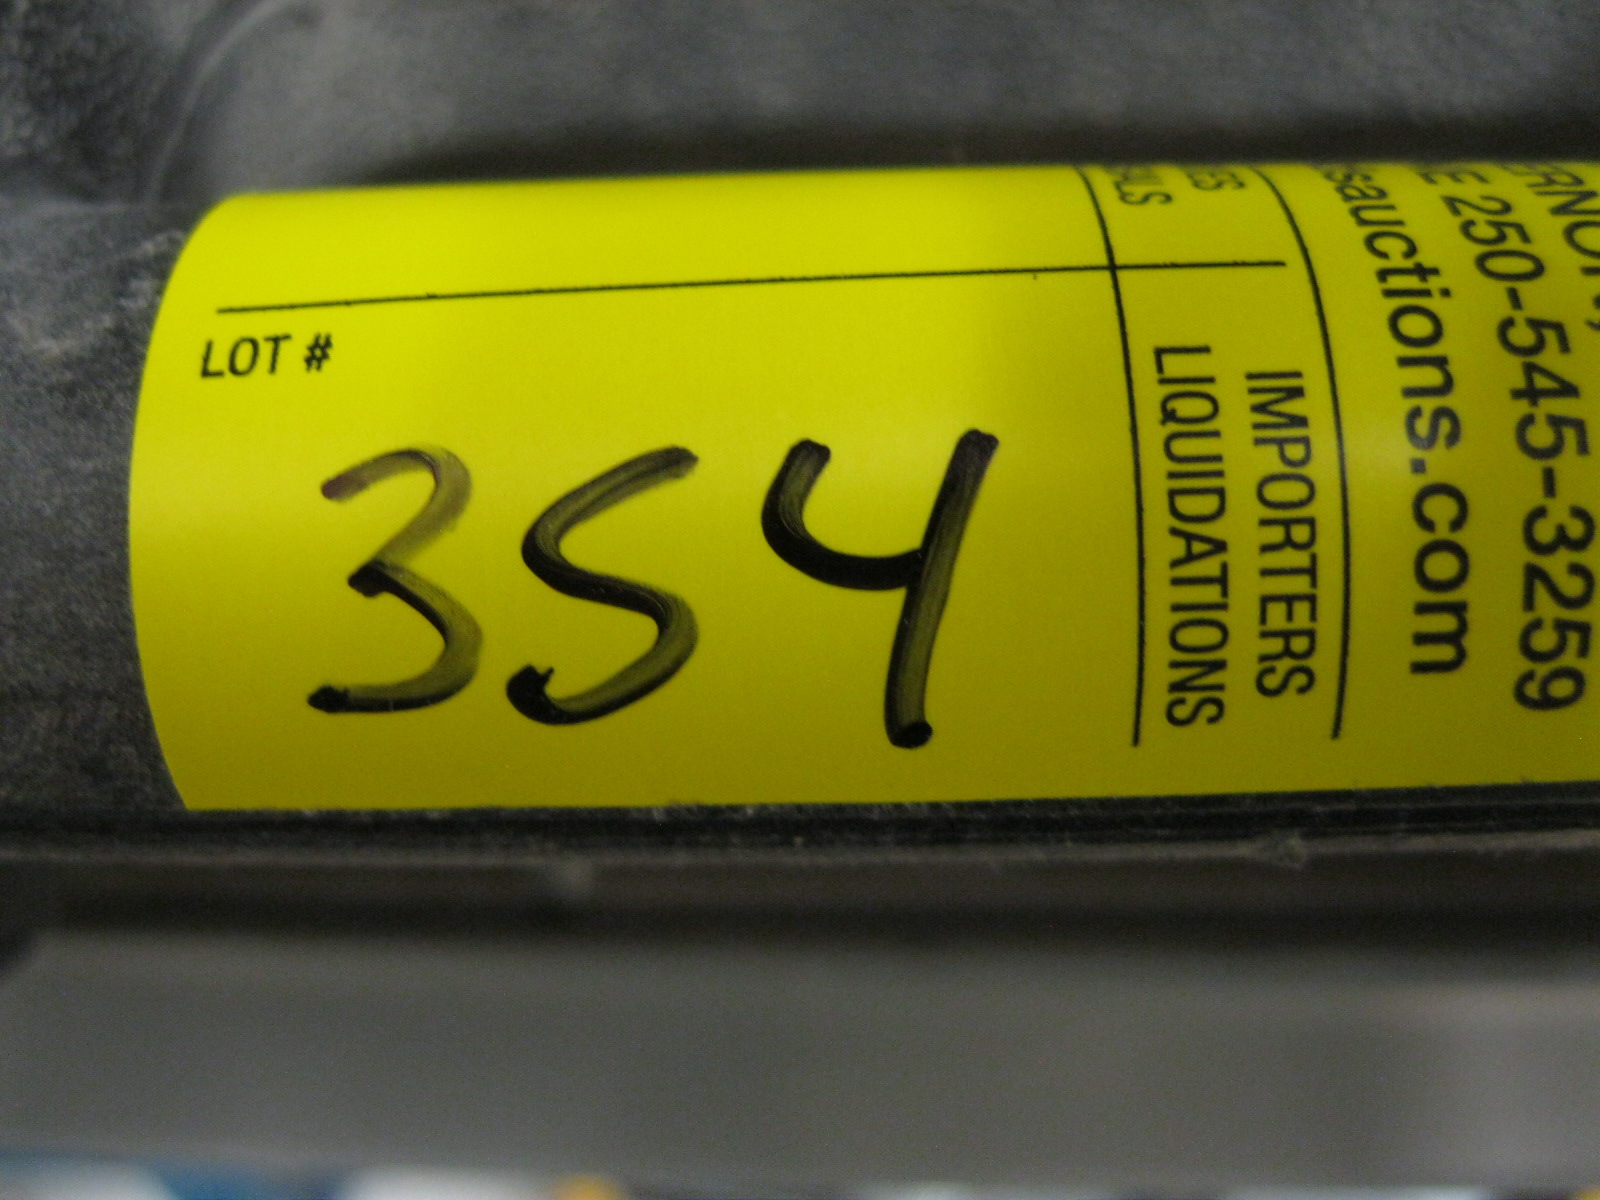 LOT #
354
IMPORTERS
LIQUIDATIONS
250-545-3259
sauctions.com